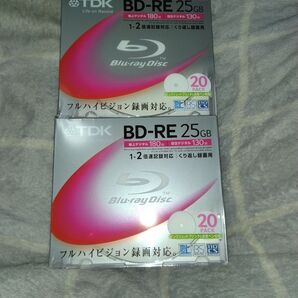 TDK
Life on Record
BD-RE 25GB
地上デジタル 180分 BSデジタル 130分
1-2倍速記録対応 くり返し録画用
Blu-ray Disc
20
PACK
フルハイビジョン録画対応。
TDK
BD-RE 25GB
地上デジタル 180分 BSデジタル 130分
1-2倍速記録対応 くり返し録画用
Blu-ray Disc
20
PACK
フルハイビジョン録画対応。